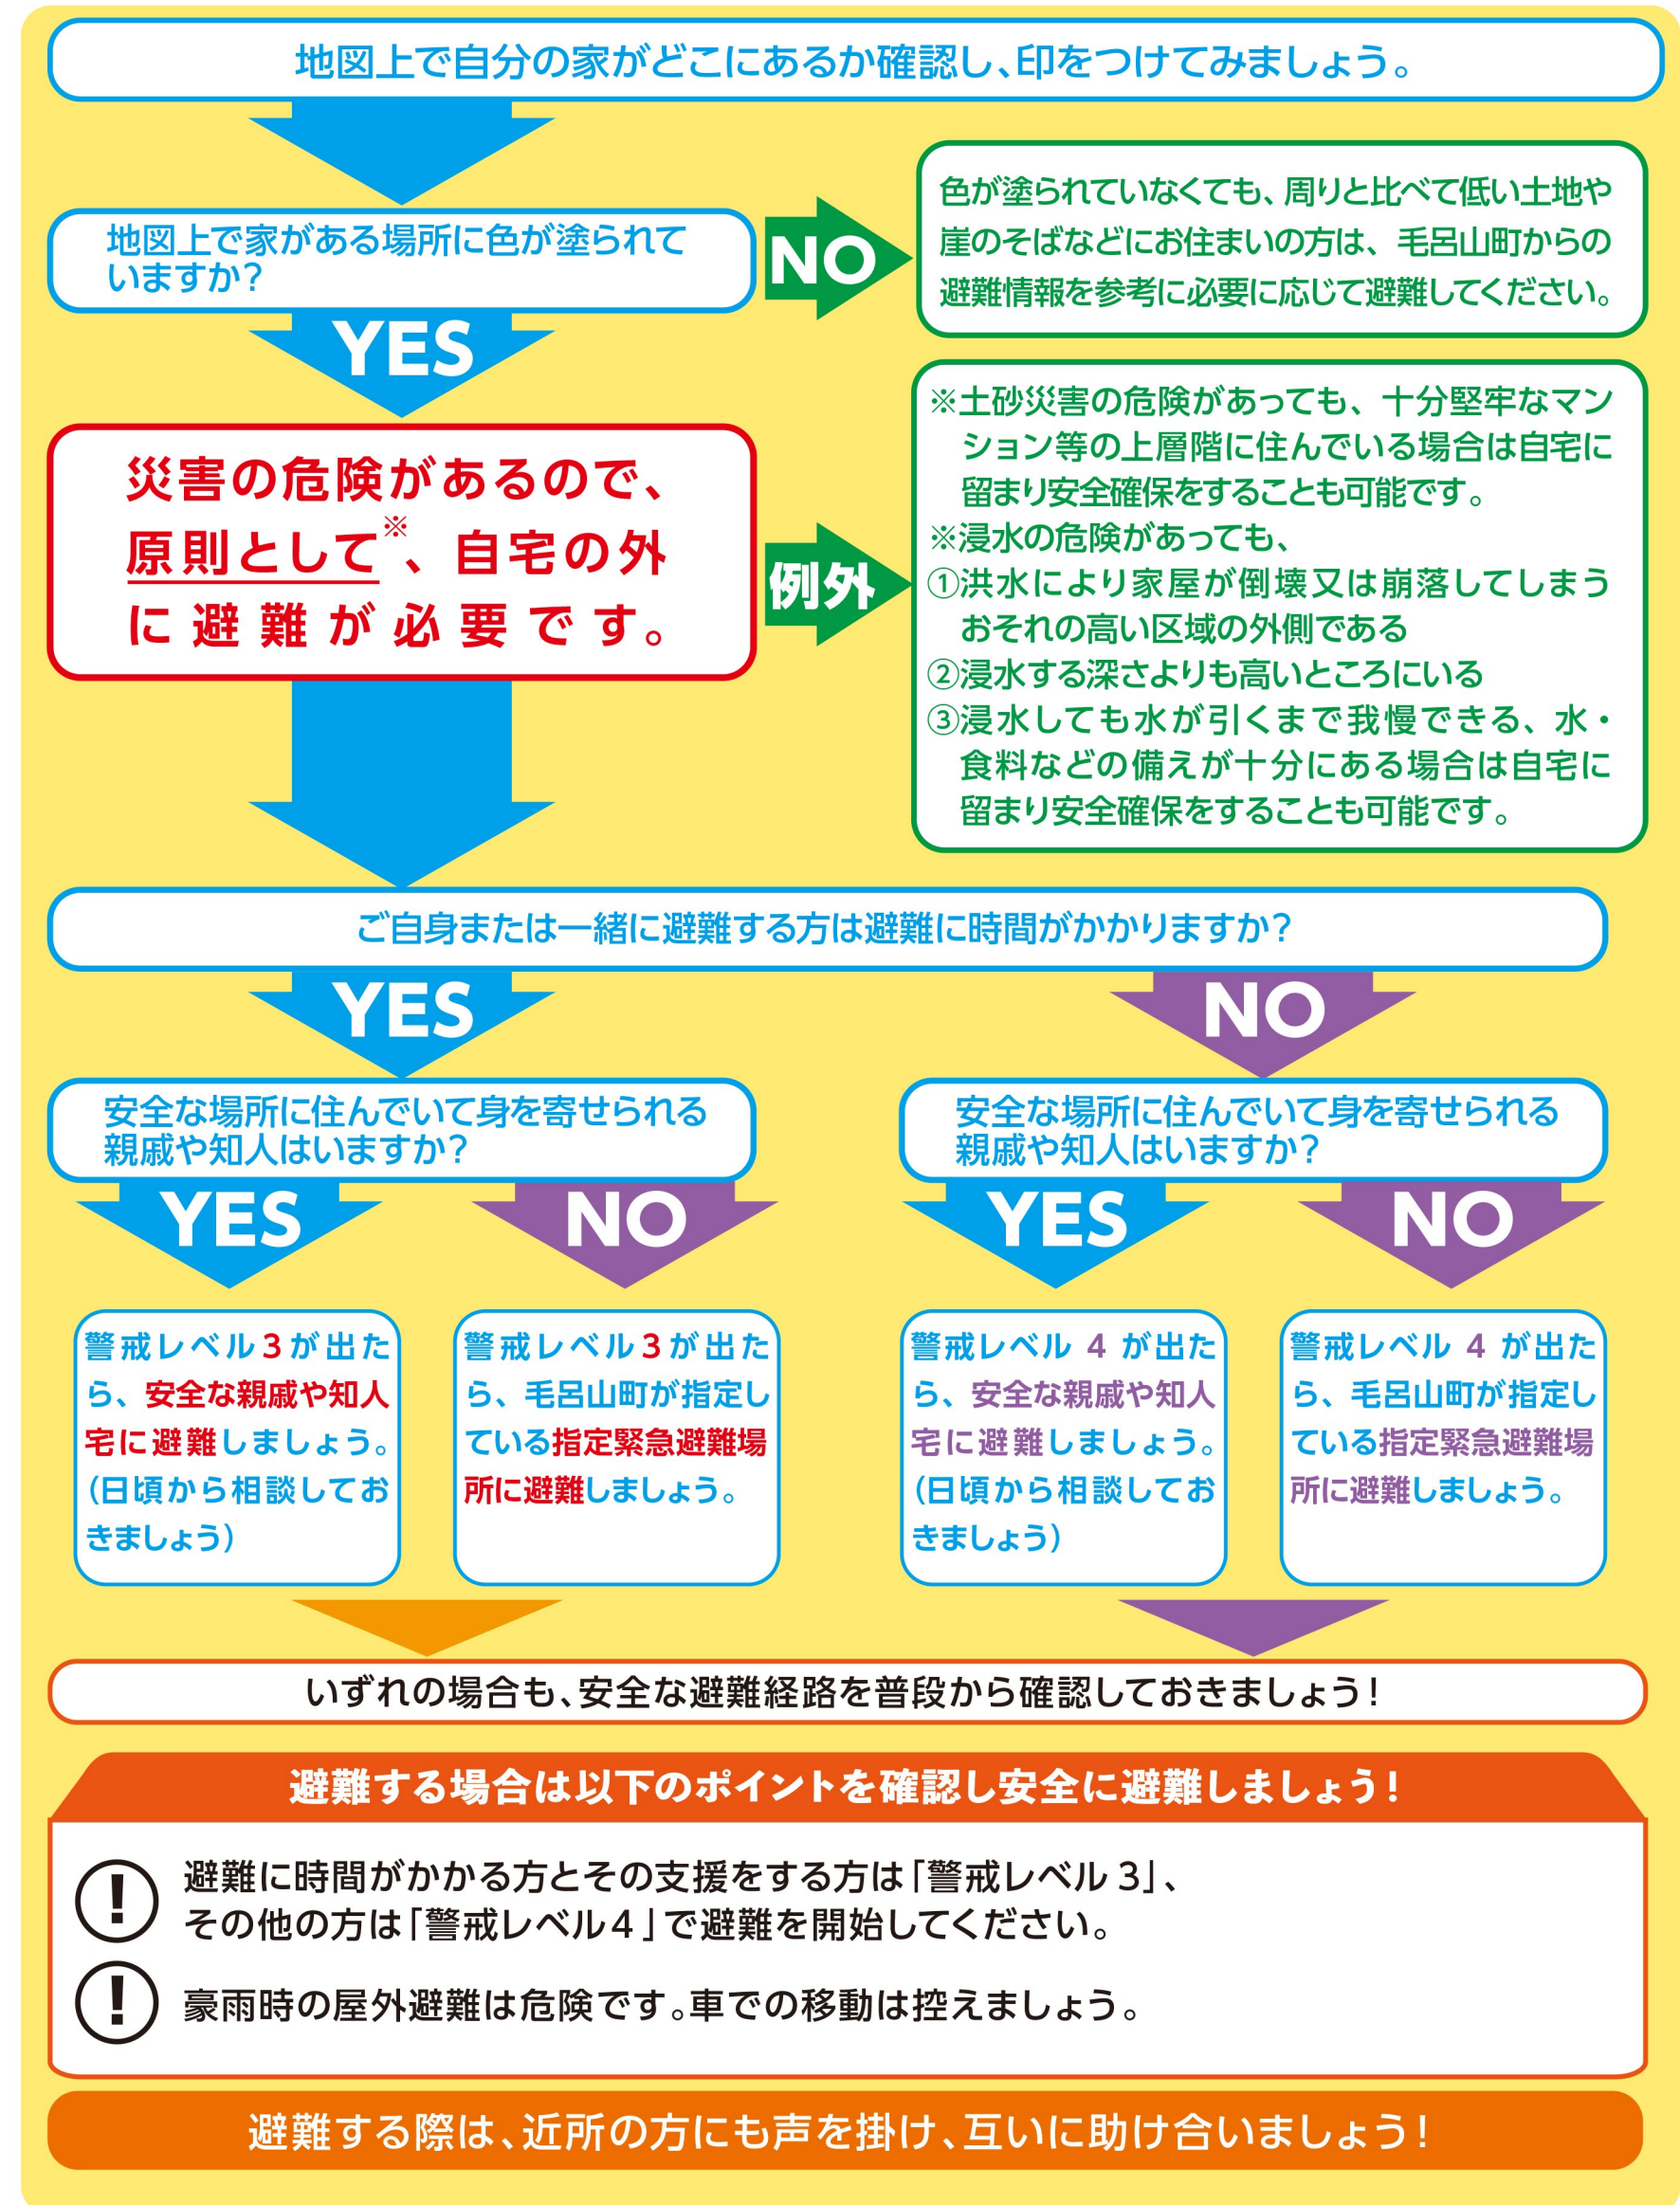 地図上で自分の家がどこにあるか確認し、印をつけてみましょう。
地図上で家がある場所に色が塗られて
いますか？
NO
色が塗られていなくても、周りと比べて低い土地や
崖のそばなどにお住まいの方は、毛呂山町からの
避難情報を参考に必要に応じて避難してください。
YES
災害の危険があるので、
原則として※、自宅の外
に避難が必要です。
例外
※土砂災害の危険があっても、十分堅牢なマン
ション等の上層階に住んでいる場合は自宅に
留まり安全確保をすることも可能です。
※浸水の危険があっても、
①洪水により家屋が倒壊又は崩落してしまう
おそれの高い区域の外側である
②浸水する深さよりも高いところにいる
③浸水しても水が引くまで我慢できる、水・
食料などの備えが十分にある場合は自宅に
留まり安全確保をすることも可能です。
ご自身または一緒に避難する方は避難に時間がかかりますか？
YES
NO
安全な場所に住んでいて身を寄せられる
親戚や知人はいますか？
安全な場所に住んでいて身を寄せられる
親戚や知人はいますか？
YES
NO
YES
NO
警戒レベル3が出た
ら、安全な親戚や知人
宅に避難しましょう。
（日頃から相談してお
きましょう）
警戒レベル3が出た
ら、毛呂山町が指定し
ている指定緊急避難場
所に避難しましょう。
警戒レベル 4 が出た
ら、安全な親戚や知人
宅に避難しましょう。
（日頃から相談してお
きましょう）
警戒レベル 4 が出た
ら、毛呂山町が指定し
ている指定緊急避難場
所に避難しましょう。
いずれの場合も、安全な避難経路を普段から確認しておきましょう！
避難する場合は以下のポイントを確認し安全に避難しましょう！
! 避難に時間がかかる方とその支援をする方は「警戒レベル 3」、
その他の方は「警戒レベル4」で避難を開始してください。
! 豪雨時の屋外避難は危険です。車での移動は控えましょう。
避難する際は、近所の方にも声を掛け、互いに助け合いましょう！